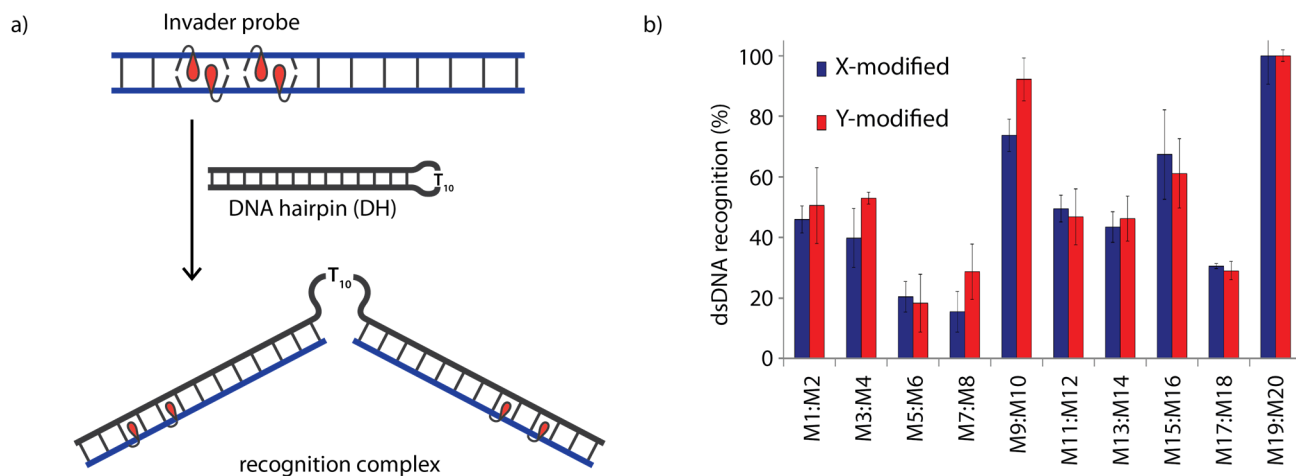 a)
Invader probe
T10
DNA hairpin (DH)
T10
recognition complex
b)
dsDNA recognition (%)
100
80
60
40
20
0
X-modified
Y-modified
M1:M2
M3:M4
M5:M6
M7:M8
M9:M10
M11:M12
M13:M14
M15:M16
M17:M18
M19:M20